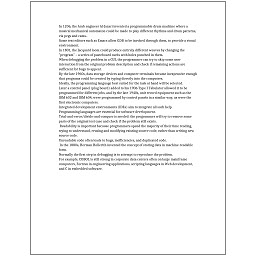 In 1206, the Arab engineer Al-Jazari invented a programmable drum machine where a
musical mechanical automaton could be made to play different rhythms and drum patterns,
via pegs and cams.
Some text editors such as Emacs allow GDB to be invoked through them, to provide a visual
environment.
In 1801, the Jacquard loom could produce entirely different weaves by changing the
"program" – a series of pasteboard cards with holes punched in them.
When debugging the problem in a GUI, the programmer can try to skip some user
interaction from the original problem description and check if remaining actions are
sufficient for bugs to appear.
By the late 1960s, data storage devices and computer terminals became inexpensive enough
that programs could be created by typing directly into the computers.
Ideally, the programming language best suited for the task at hand will be selected.
Later a control panel (plug board) added to his 1906 Type I Tabulator allowed it to be
programmed for different jobs, and by the late 1940s, unit record equipment such as the
IBM 602 and IBM 604, were programmed by control panels in a similar way, as were the
first electronic computers.
Integrated development environments (IDEs) aim to integrate all such help.
Programming languages are essential for software development.
Trial-and-error/divide-and-conquer is needed: the programmer will try to remove some
parts of the original test case and check if the problem still exists.
Readability is important because programmers spend the majority of their time reading,
trying to understand, reusing and modifying existing source code, rather than writing new
source code.
Unreadable code often leads to bugs, inefficiencies, and duplicated code.
In the 1880s, Herman Hollerith invented the concept of storing data in machine-readable
form.
Normally the first step in debugging is to attempt to reproduce the problem.
For example, COBOL is still strong in corporate data centers often on large mainframe
computers, Fortran in engineering applications, scripting languages in Web development,
and C in embedded software.